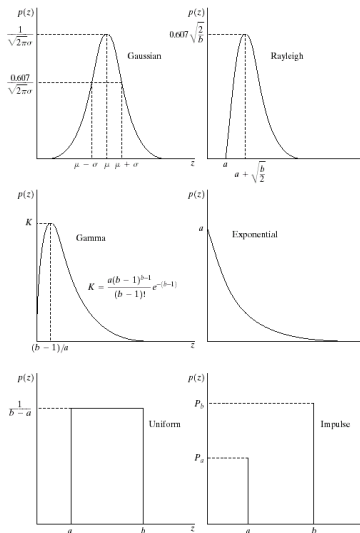 p(z)
1/√2πσ
0.607/√2πσ
Gaussian
μ − σ μ μ + σ z
p(z)
0.607√2/b
Rayleigh
a
a + √b/2
p(z)
K
Gamma
K = a(b − 1)^b−1/(b − 1)! e^−(b−1)
(b − 1)/a
z
p(z)
a
Exponential
p(z)
1/b − a
Uniform
a b z
p(z)
P_b
P_a
Impulse
a b